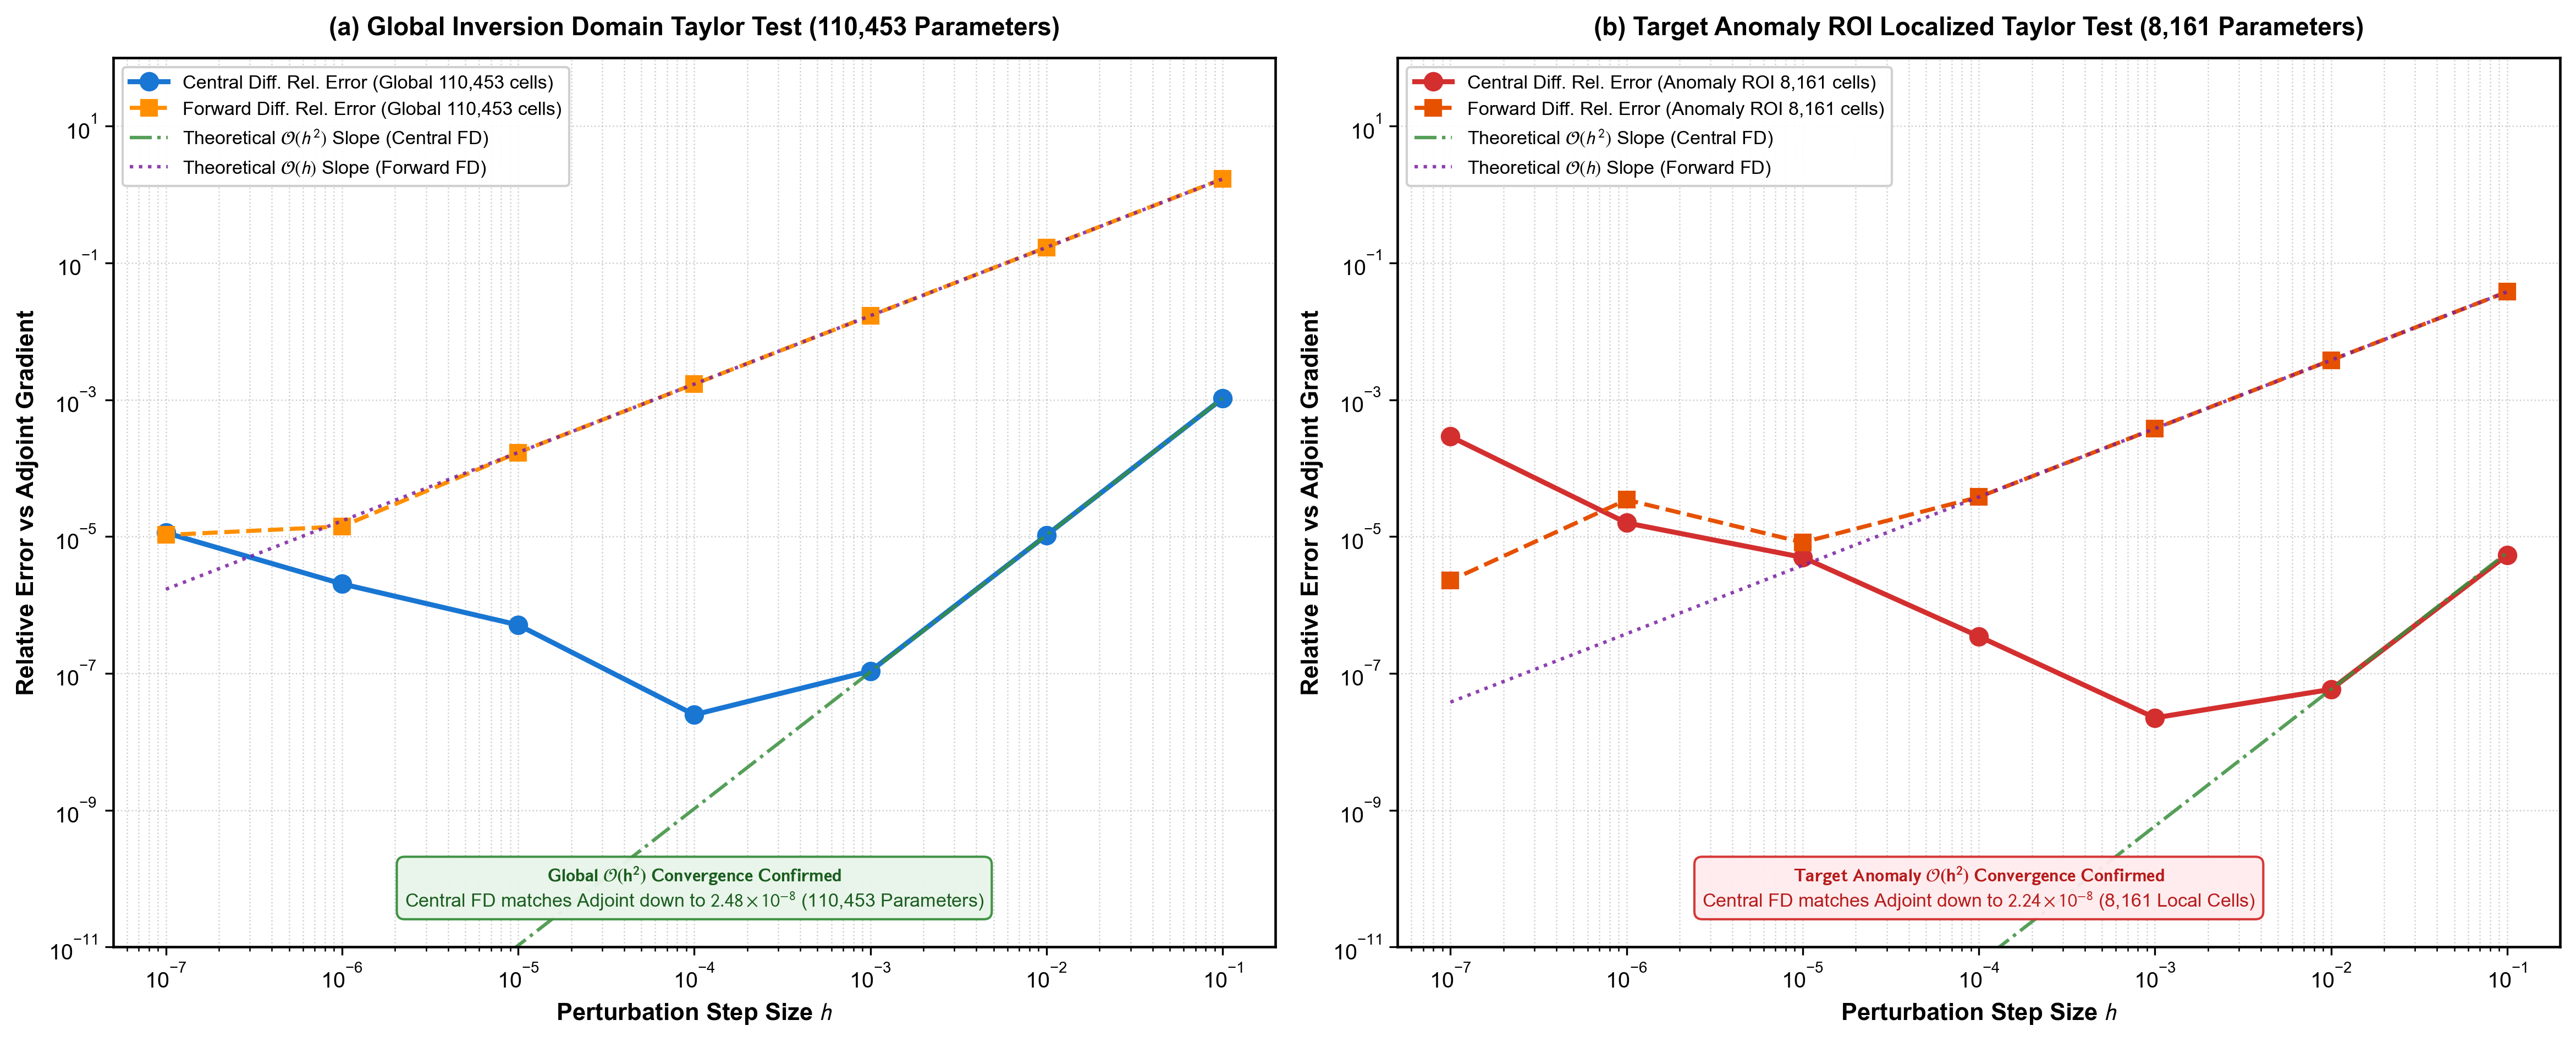 (a) Global Inversion Domain Taylor Test (110,453 Parameters)
Central Diff. Rel. Error (Global 110,453 cells)
Forward Diff. Rel. Error (Global 110,453 cells)
Theoretical 𝒪(h²) Slope (Central FD)
Theoretical 𝒪(h) Slope (Forward FD)
Relative Error vs Adjoint Gradient
10¹
10⁻¹
10⁻³
10⁻⁵
10⁻⁷
10⁻⁹
10⁻¹¹
Global 𝒪(h²) Convergence Confirmed
Central FD matches Adjoint down to 2.48×10⁻⁸ (110,453 Parameters)
10⁻⁷ 10⁻⁶ 10⁻⁵ 10⁻⁴ 10⁻³ 10⁻² 10⁻¹
Perturbation Step Size h
(b) Target Anomaly ROI Localized Taylor Test (8,161 Parameters)
Central Diff. Rel. Error (Anomaly ROI 8,161 cells)
Forward Diff. Rel. Error (Anomaly ROI 8,161 cells)
Theoretical 𝒪(h²) Slope (Central FD)
Theoretical 𝒪(h) Slope (Forward FD)
Relative Error vs Adjoint Gradient
10¹
10⁻¹
10⁻³
10⁻⁵
10⁻⁷
10⁻⁹
10⁻¹¹
Target Anomaly 𝒪(h²) Convergence Confirmed
Central FD matches Adjoint down to 2.24×10⁻⁸ (8,161 Local Cells)
10⁻⁷ 10⁻⁶ 10⁻⁵ 10⁻⁴ 10⁻³ 10⁻² 10⁻¹
Perturbation Step Size h